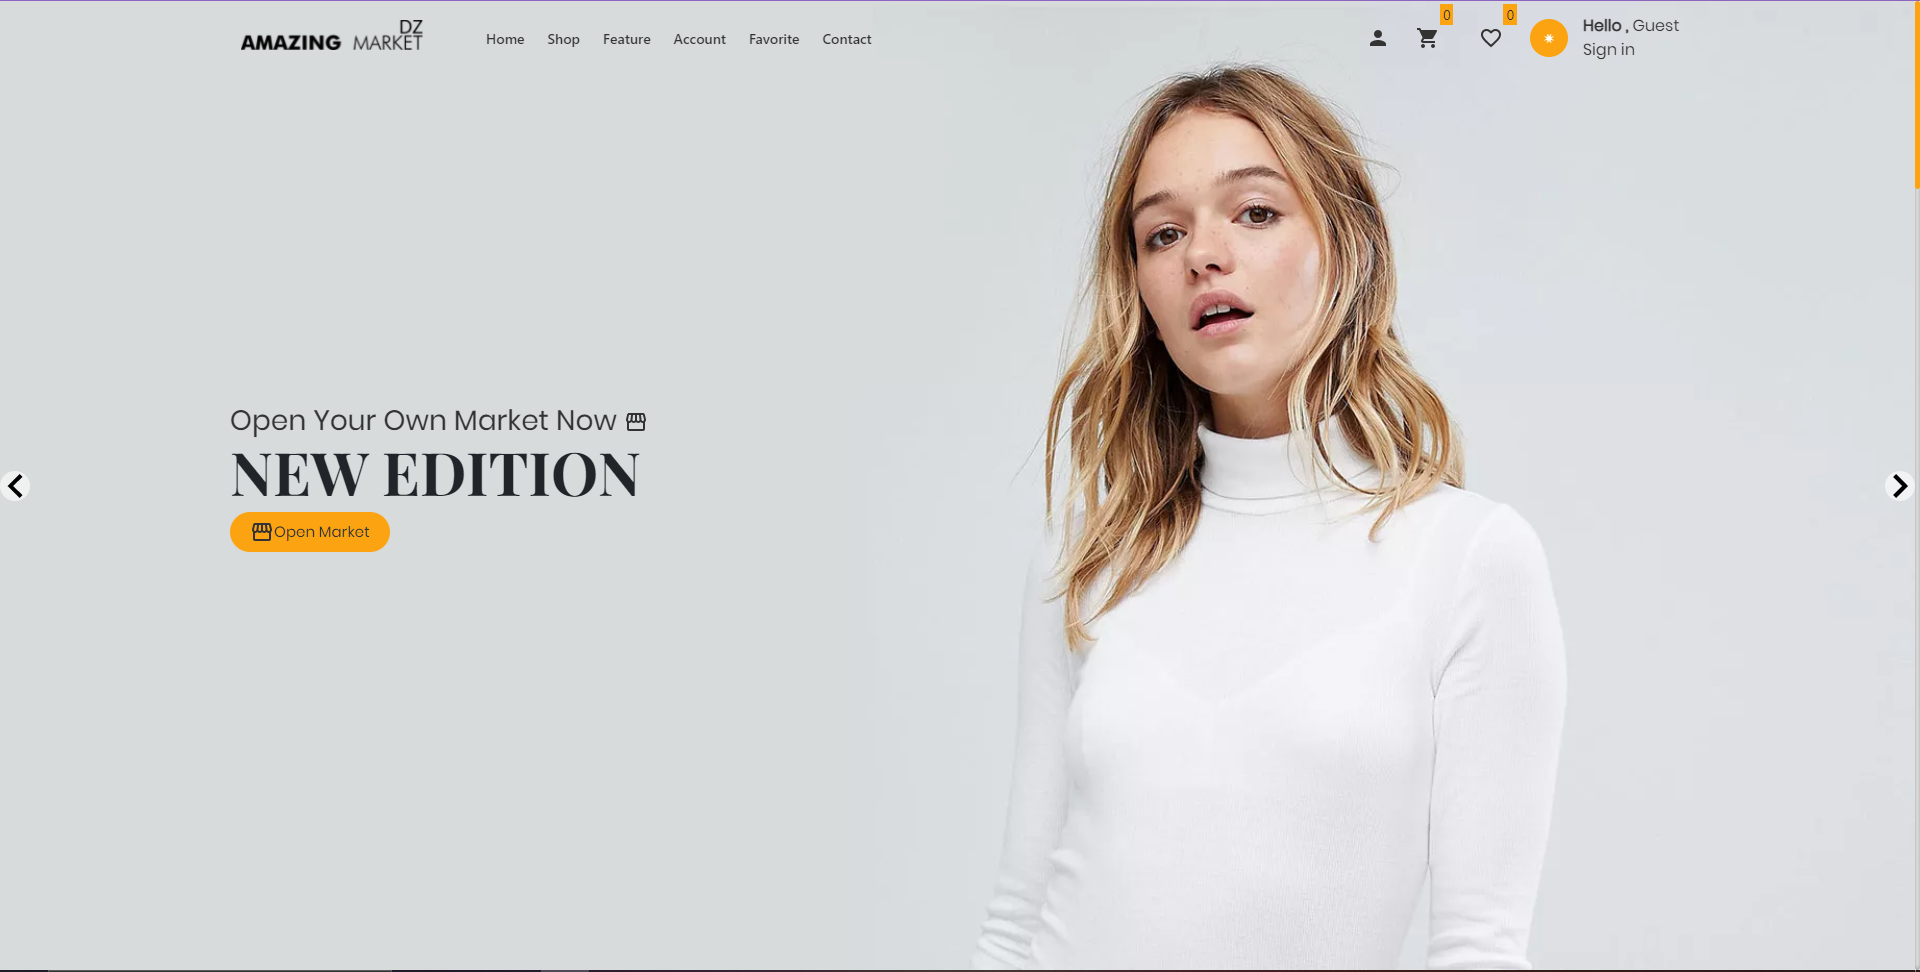 AMAZING MARKET DZ
Home Shop Feature Account Favorite Contact
0
0
Hello , Guest
Sign in
Open Your Own Market Now
NEW EDITION
Open Market